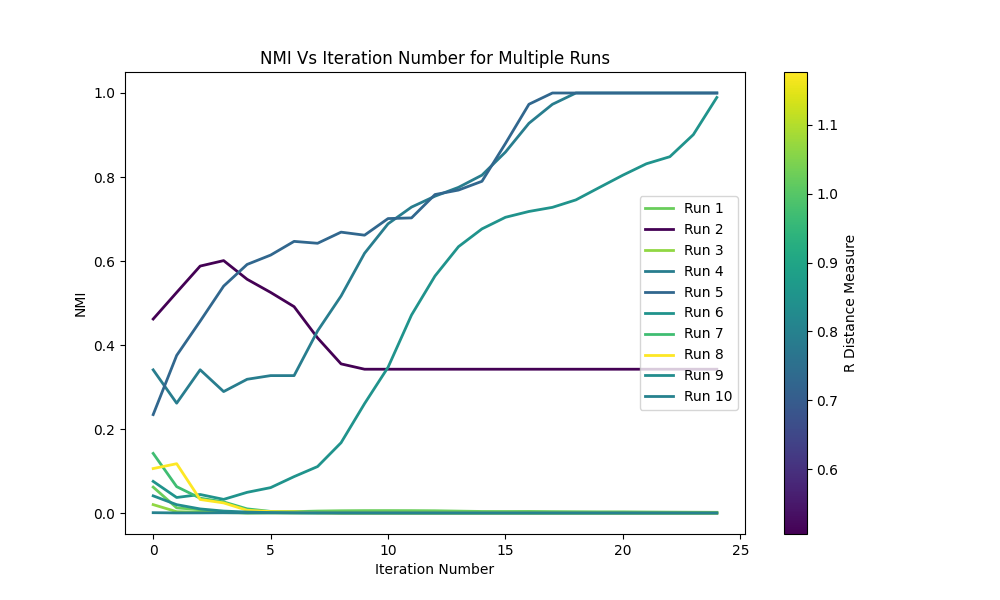 NMI Vs Iteration Number for Multiple Runs
NMI
1.0
0.8
0.6
0.4
0.2
0.0
0
5
10
15
20
25
Iteration Number
Run 1
Run 2
Run 3
Run 4
Run 5
Run 6
Run 7
Run 8
Run 9
Run 10
1.1
1.0
0.9
0.8
0.7
0.6
R Distance Measure